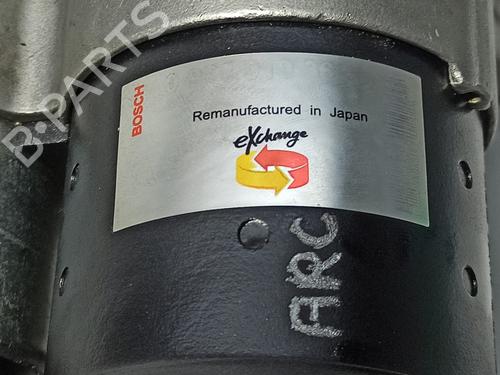 B-PARTS
BOSCH
Remanufactured in Japan
eXchange
ARC